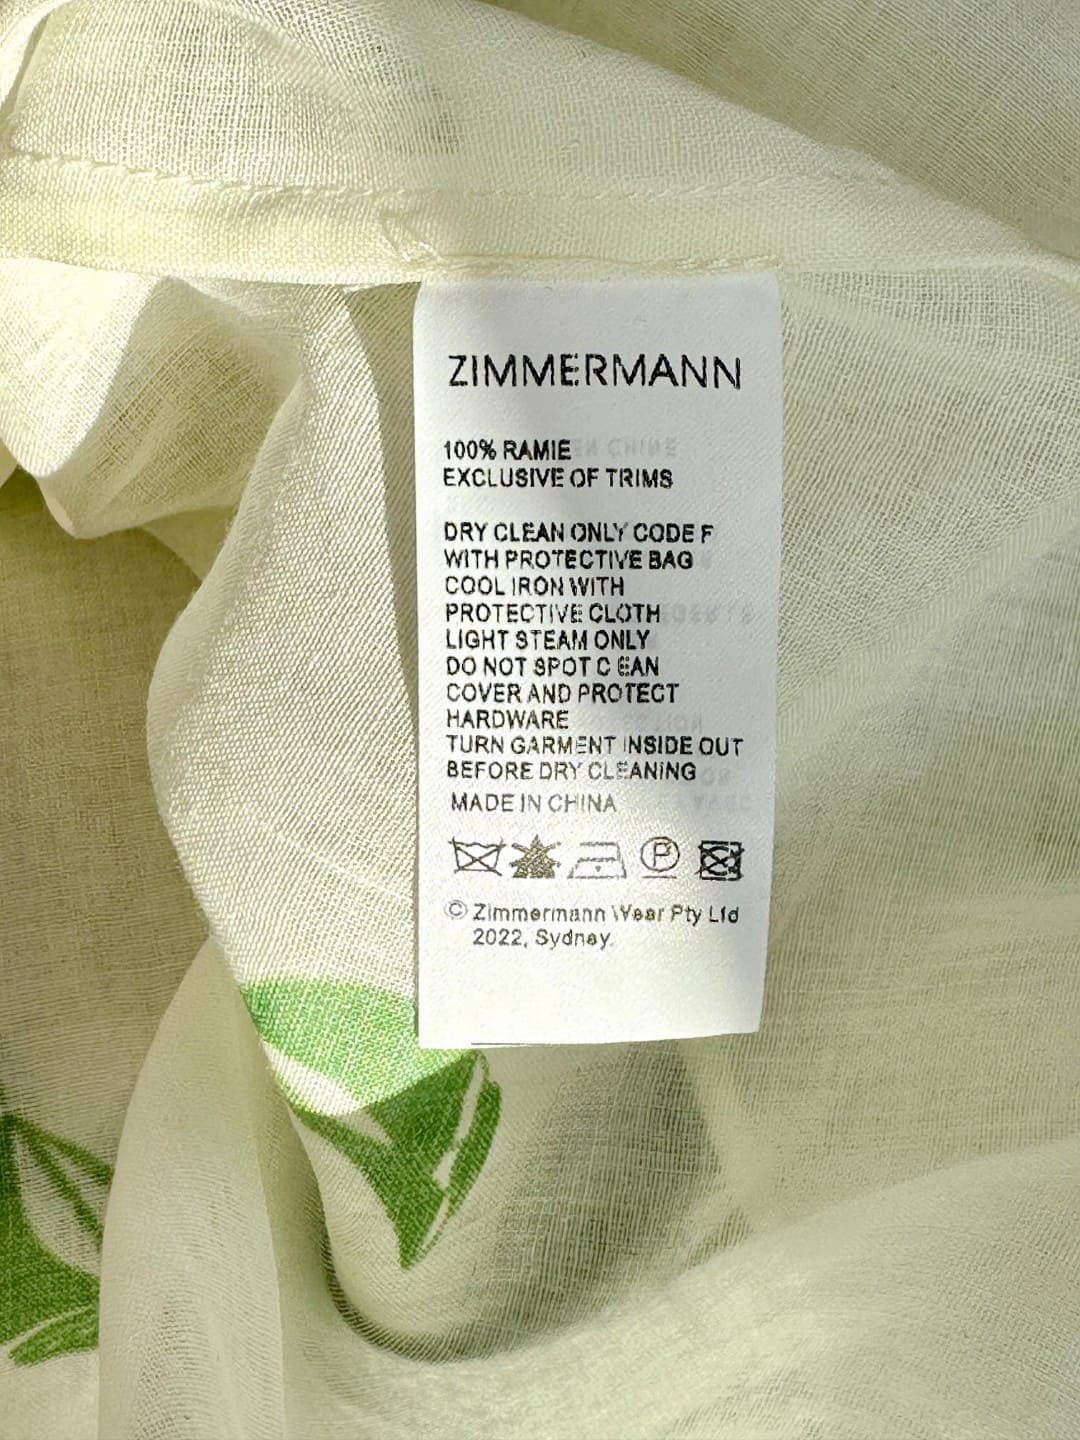 ZIMMERMANN
100% RAMIE
EXCLUSIVE OF TRIMS
DRY CLEAN ONLY CODE F
WITH PROTECTIVE BAG
COOL IRON WITH
PROTECTIVE CLOTH
LIGHT STEAM ONLY
DO NOT SPOT CLEAN
COVER AND PROTECT
HARDWARE
TURN GARMENT INSIDE OUT
BEFORE DRY CLEANING
MADE IN CHINA
P
© Zimmermann Wear Pty Ltd
2022, Sydney.